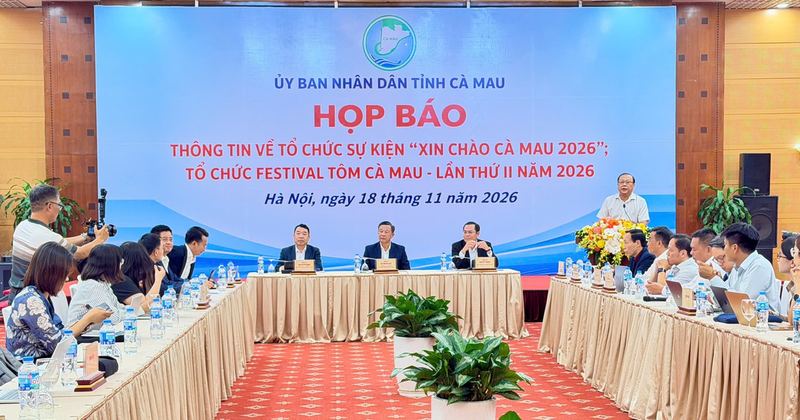 CÀ MAU
ỦY BAN NHÂN DÂN TỈNH CÀ MAU
HỌP BÁO
THÔNG TIN VỀ TỔ CHỨC SỰ KIỆN “XIN CHÀO CÀ MAU 2026”;
TỔ CHỨC FESTIVAL TÔM CÀ MAU - LẦN THỨ II NĂM 2026
Hà Nội, ngày 18 tháng 11 năm 2026